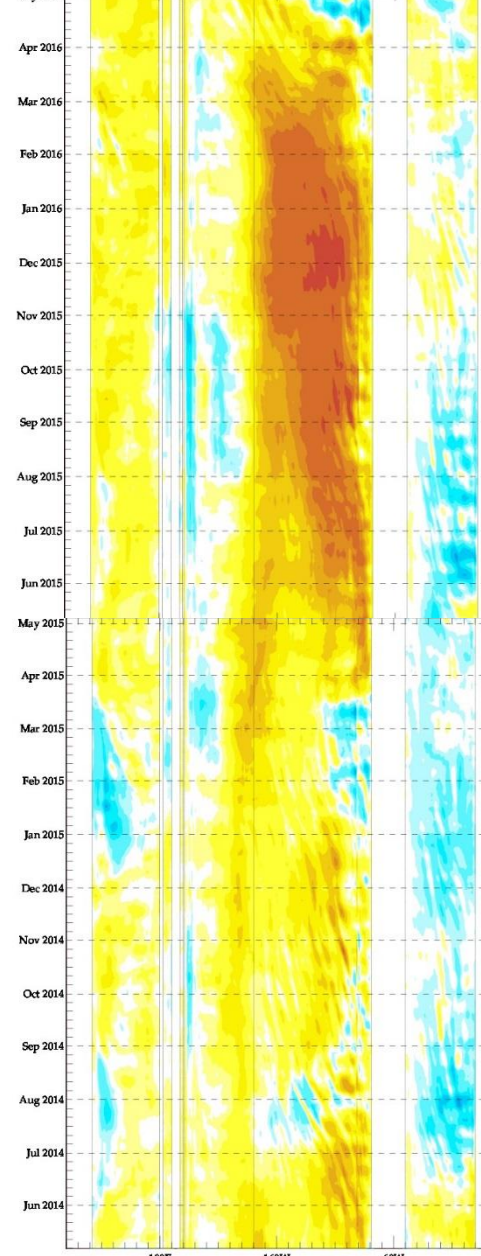 Apr 2016
Mar 2016
Feb 2016
Jan 2016
Dec 2015
Nov 2015
Oct 2015
Sep 2015
Aug 2015
Jul 2015
Jun 2015
May 2015
Apr 2015
Mar 2015
Feb 2015
Jan 2015
Dec 2014
Nov 2014
Oct 2014
Sep 2014
Aug 2014
Jul 2014
Jun 2014